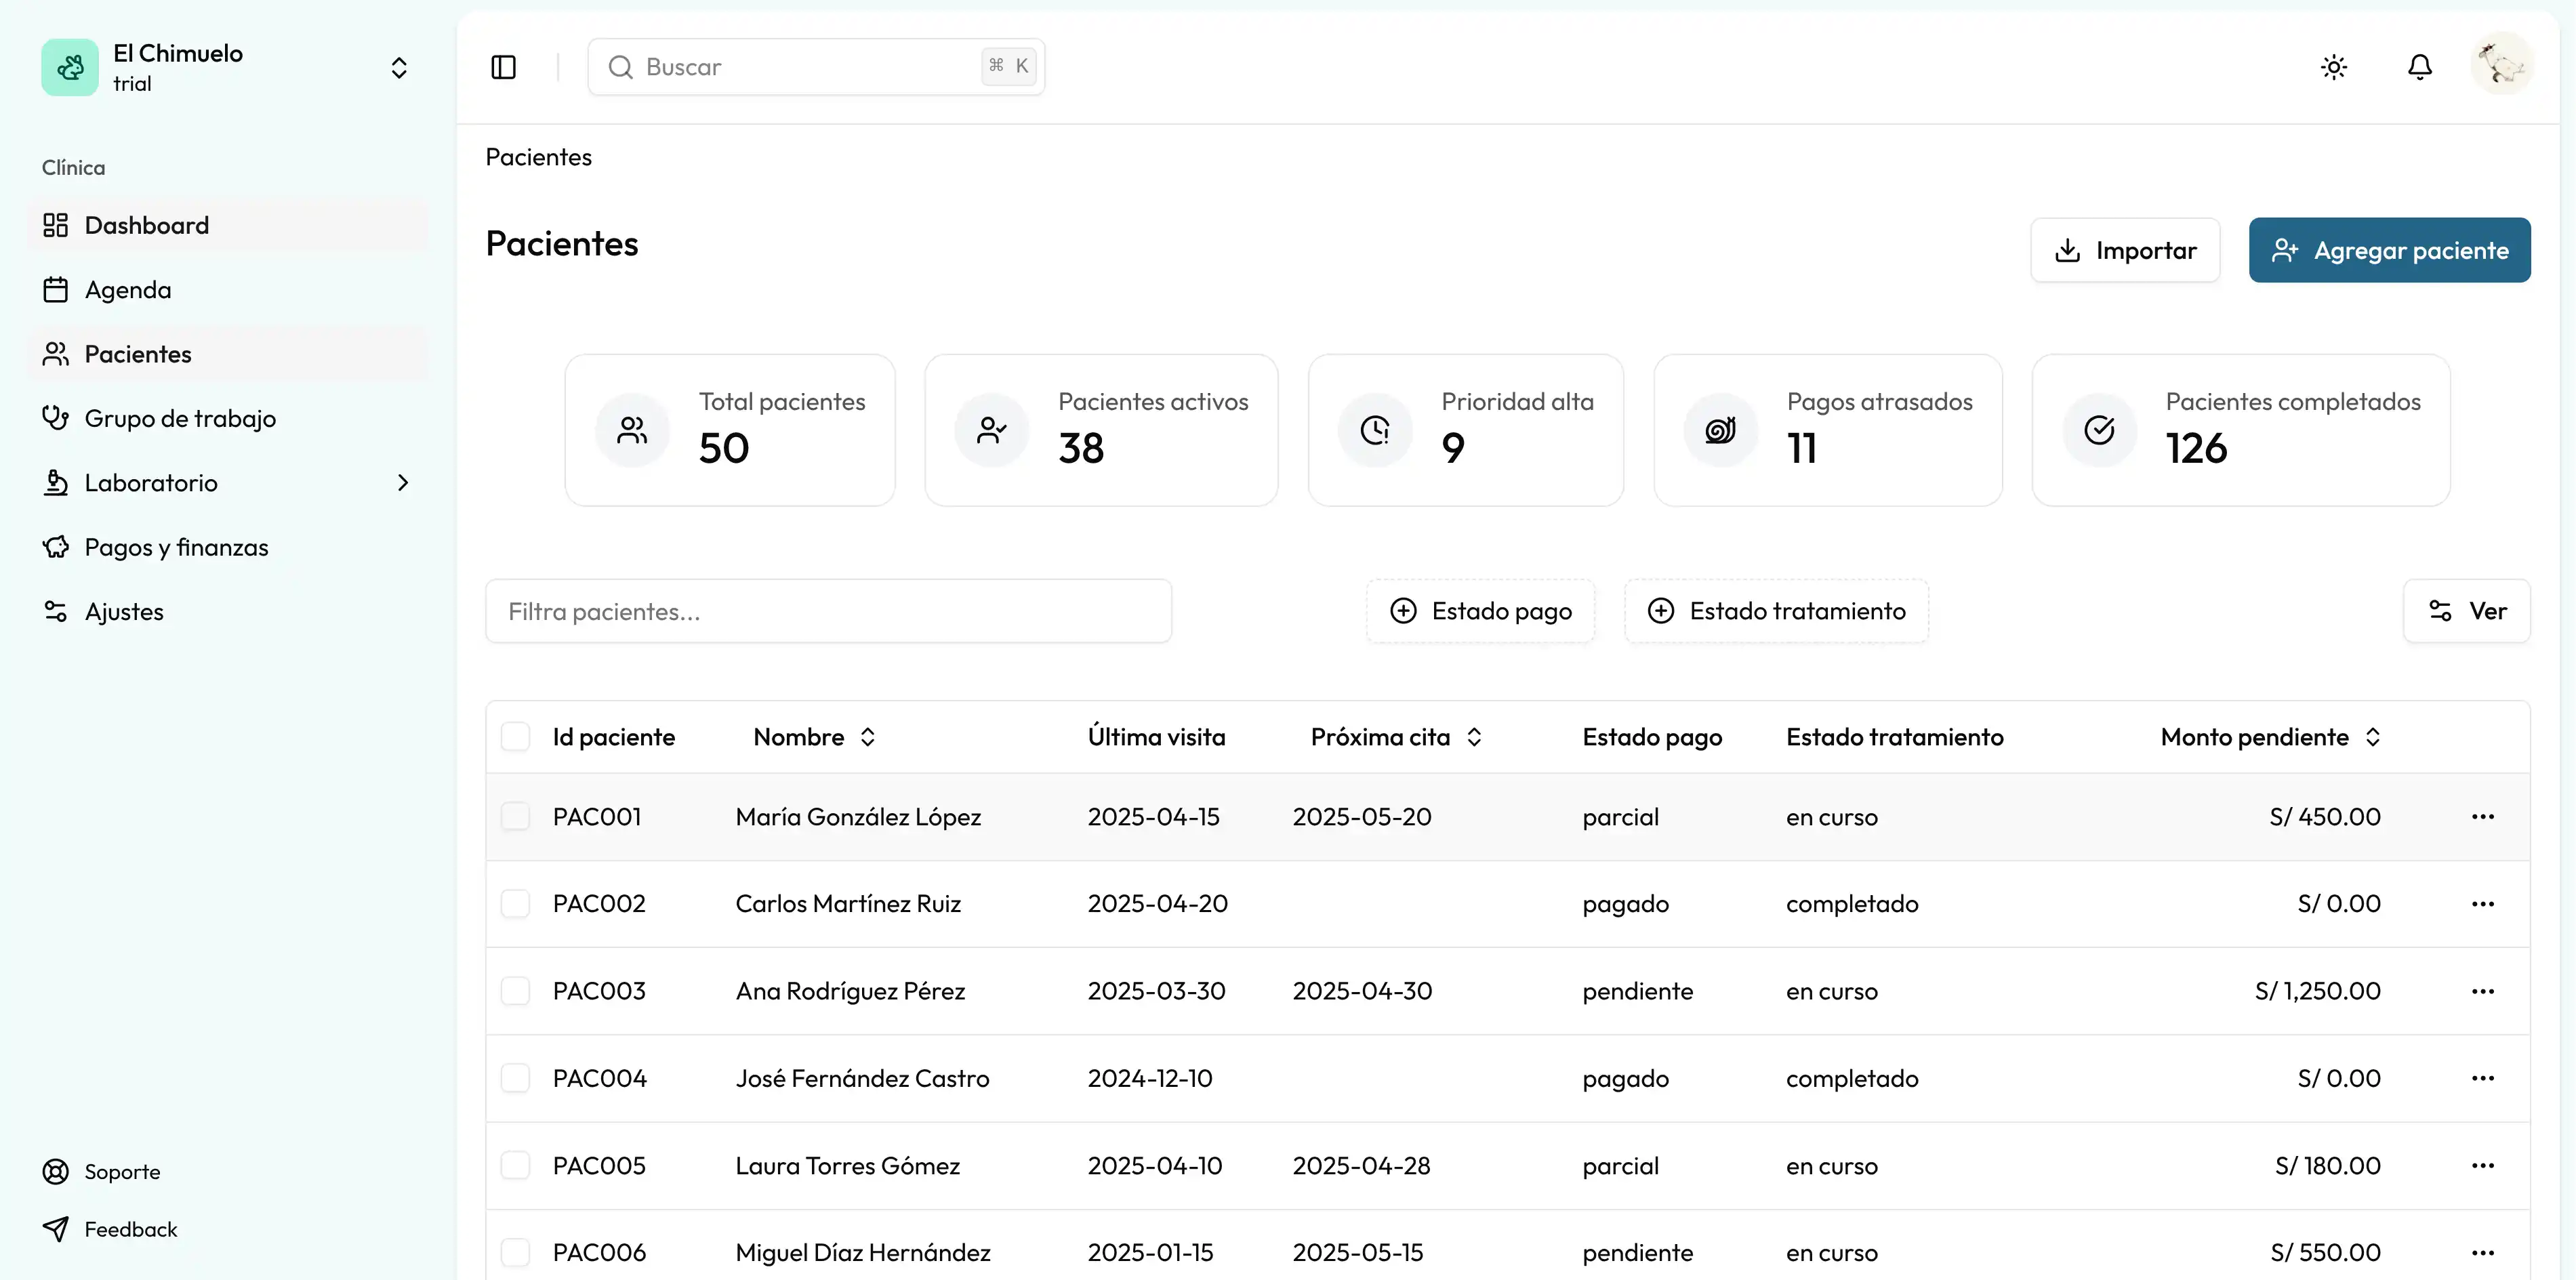 El Chimuelo
trial
Clínica
Dashboard
Agenda
Pacientes
Grupo de trabajo
Laboratorio
Pagos y finanzas
Ajustes
Soporte
Feedback
Buscar
⌘ K
Pacientes
Pacientes
Importar
Agregar paciente
Total pacientes
50
Pacientes activos
38
Prioridad alta
9
Pagos atrasados
11
Pacientes completados
126
Filtra pacientes...
Estado pago
Estado tratamiento
Ver
Id paciente Nombre Última visita Próxima cita Estado pago Estado tratamiento Monto pendiente
PAC001 María González López 2025-04-15 2025-05-20 parcial en curso S/ 450.00
PAC002 Carlos Martínez Ruiz 2025-04-20 pagado completado S/ 0.00
PAC003 Ana Rodríguez Pérez 2025-03-30 2025-04-30 pendiente en curso S/ 1,250.00
PAC004 José Fernández Castro 2024-12-10 pagado completado S/ 0.00
PAC005 Laura Torres Gómez 2025-04-10 2025-04-28 parcial en curso S/ 180.00
PAC006 Miguel Díaz Hernández 2025-01-15 2025-05-15 pendiente en curso S/ 550.00